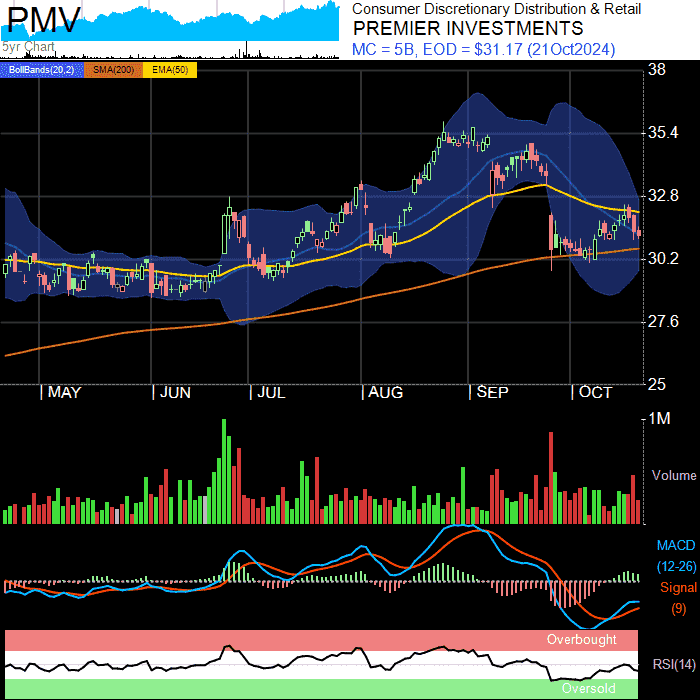 PMV
5yr Chart
Consumer Discretionary Distribution & Retail
PREMIER INVESTMENTS
MC = 5B, EOD = $31.17 (21Oct2024)
BollBands(20,2) SMA(200) EMA(50)
38
35.4
32.8
30.2
27.6
25
MAY JUN JUL AUG SEP OCT
1M
Volume
MACD
(12-26)
Signal
(9)
Overbought
RSI(14)
Oversold